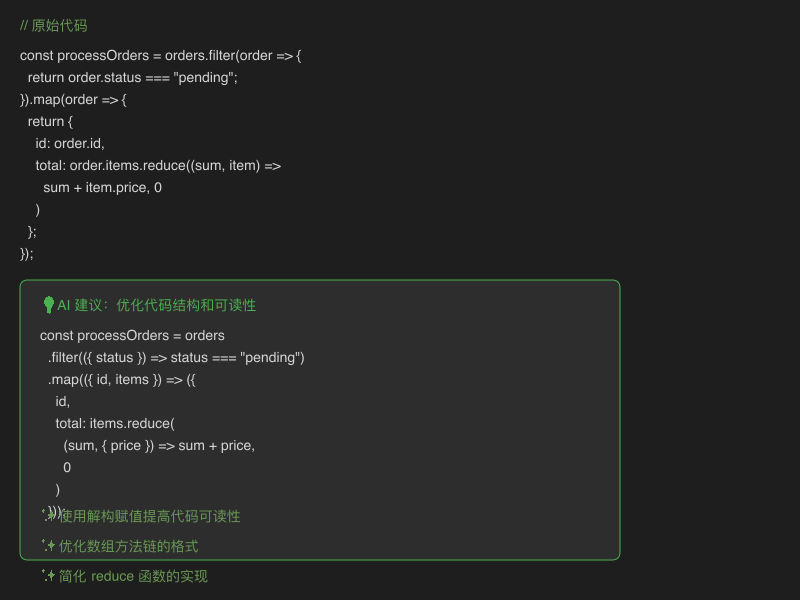 // 原始代码
const processOrders = orders.filter(order => {
  return order.status === "pending";
}).map(order => {
  return {
    id: order.id,
    total: order.items.reduce((sum, item) =>
      sum + item.price, 0
    )
  };
});
AI 建议：优化代码结构和可读性
const processOrders = orders
  .filter(({ status }) => status === "pending")
  .map(({ id, items }) => ({
    id,
    total: items.reduce(
      (sum, { price }) => sum + price,
      0
    )
  }));
使用解构赋值提高代码可读性
优化数组方法链的格式
简化 reduce 函数的实现